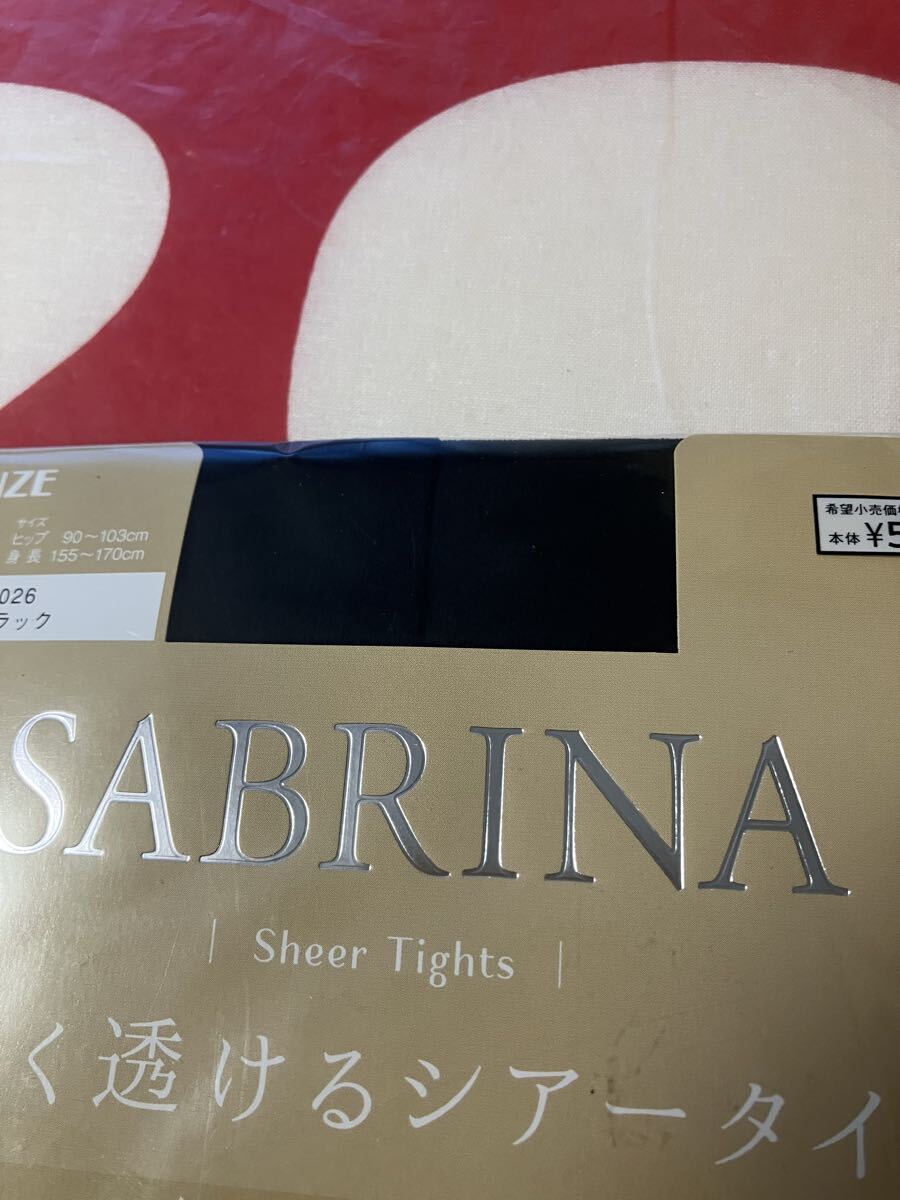 IZE
サイズ
ヒップ 90〜103cm
身長 155〜170cm
026
ラック
希望小売価
本体 ¥5
SABRINA
Sheer Tights
く透けるシアータイ